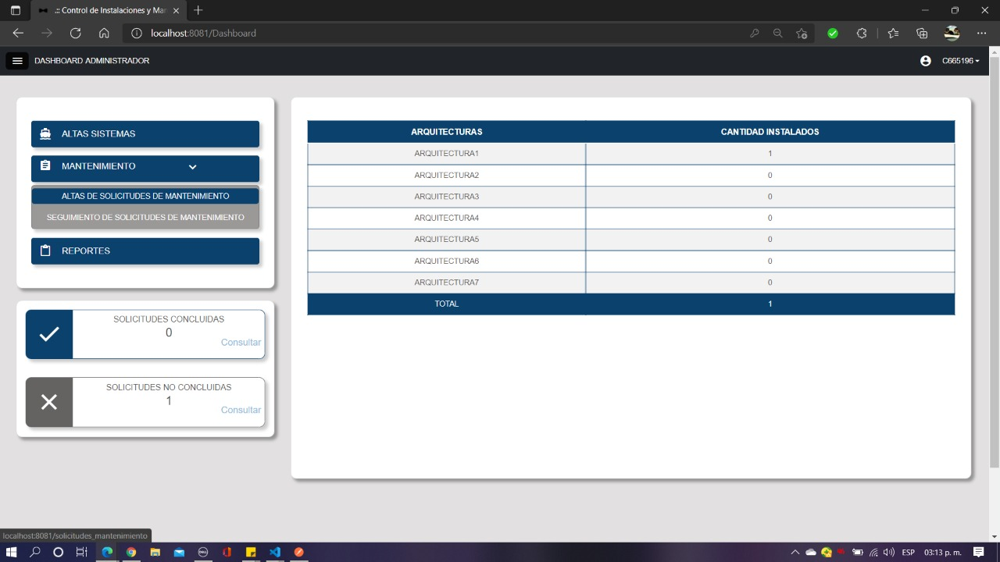 .:: Control de Instalaciones y Man
localhost:8081/Dashboard
DASHBOARD ADMINISTRADOR
C665196
ALTAS SISTEMAS
MANTENIMIENTO
ALTAS DE SOLICITUDES DE MANTENIMIENTO
SEGUIMIENTO DE SOLICITUDES DE MANTENIMIENTO
REPORTES
SOLICITUDES CONCLUIDAS
0
Consultar
SOLICITUDES NO CONCLUIDAS
1
Consultar
ARQUITECTURAS CANTIDAD INSTALADOS
ARQUITECTURA1 1
ARQUITECTURA2 0
ARQUITECTURA3 0
ARQUITECTURA4 0
ARQUITECTURA5 0
ARQUITECTURA6 0
ARQUITECTURA7 0
TOTAL 1
localhost:8081/solicitudes_mantenimiento
ESP 03:13 p. m.